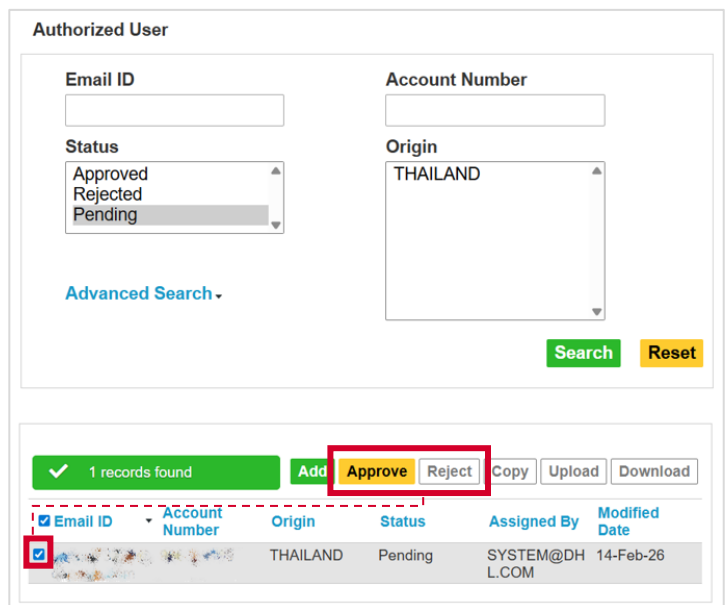 Authorized User
Email ID
Account Number
Status
Origin
Approved
Rejected
Pending
THAILAND
Advanced Search
Search
Reset
1 records found
Add
Approve
Reject
Copy
Upload
Download
Email ID
Account Number
Origin
Status
Assigned By
Modified Date
THAILAND
Pending
SYSTEM@DH
L.COM
14-Feb-26